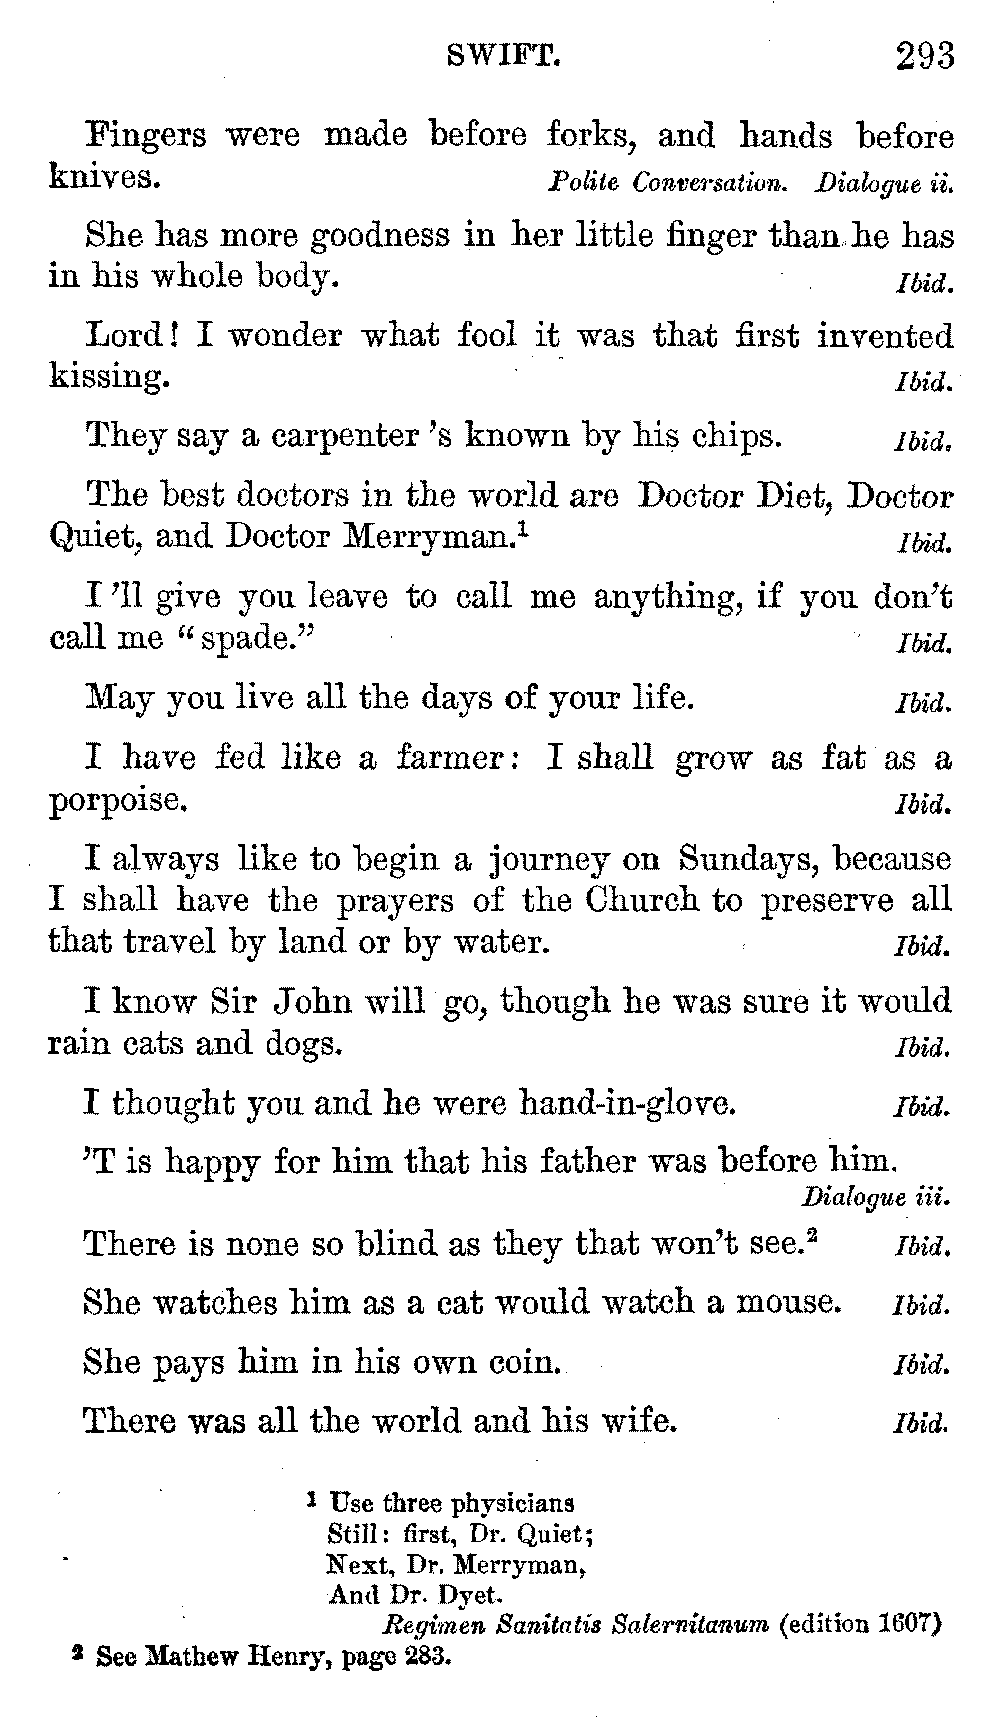 SWIFT. 293
Fingers were made before forks, and hands before
knives. Polite Conversation. Dialogue ii.
She has more goodness in her little finger than he has
in his whole body. Ibid.
Lord! I wonder what fool it was that first invented
kissing. Ibid.
They say a carpenter 's known by his chips. Ibid.
The best doctors in the world are Doctor Diet, Doctor
Quiet, and Doctor Merryman.¹ Ibid.
I 'll give you leave to call me anything, if you don't
call me “spade.” Ibid.
May you live all the days of your life. Ibid.
I have fed like a farmer: I shall grow as fat as a
porpoise. Ibid.
I always like to begin a journey on Sundays, because
I shall have the prayers of the Church to preserve all
that travel by land or by water. Ibid.
I know Sir John will go, though he was sure it would
rain cats and dogs. Ibid.
I thought you and he were hand-in-glove. Ibid.
'T is happy for him that his father was before him.
Dialogue iii.
There is none so blind as they that won't see.² Ibid.
She watches him as a cat would watch a mouse. Ibid.
She pays him in his own coin. Ibid.
There was all the world and his wife. Ibid.
¹ Use three physicians
Still: first, Dr. Quiet;
Next, Dr. Merryman,
And Dr. Dyet.
Regimen Sanitatis Salernitanum (edition 1607)
² See Mathew Henry, page 283.